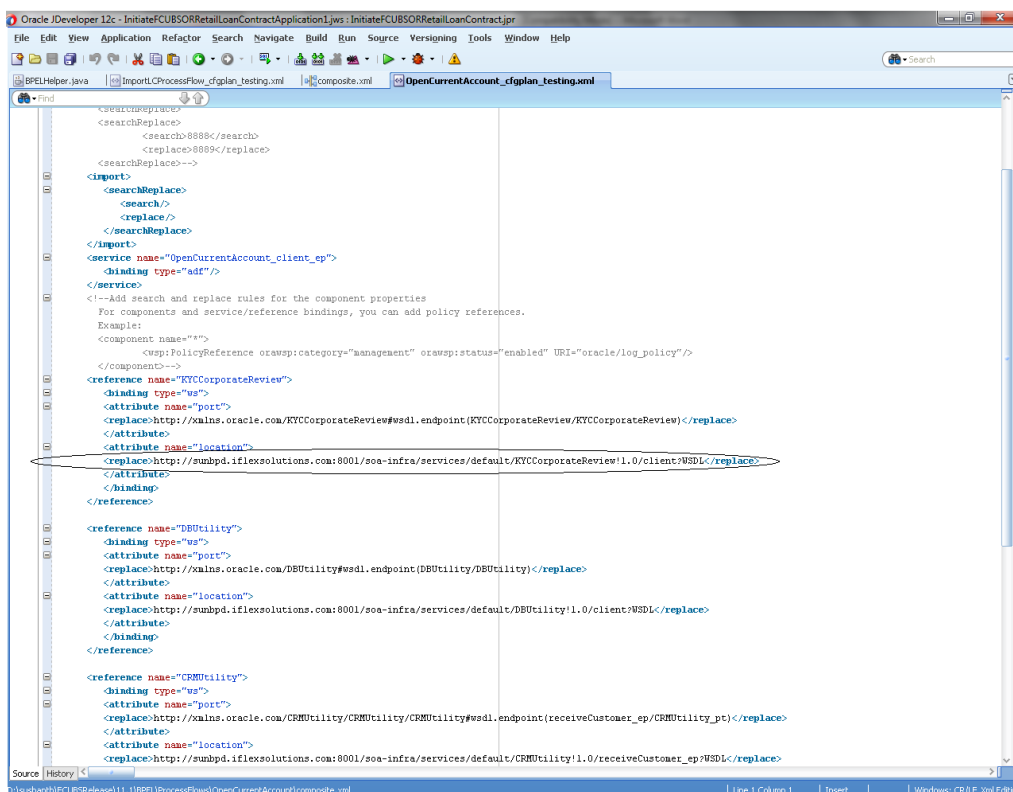 Oracle JDeveloper 12c - InitiateFCUBSORRetailLoanContractApplication1.jws : InitiateFCUBSORRetailLoanContract.jpr
File Edit View Application Refactor Search Navigate Build Run Source Versioning Tools Window Help
Search
BPELHelper.java ImportLCProcessFlow_cfgplan_testing.xml composite.xml OpenCurrentAccount_cfgplan_testing.xml
Find
<searchReplace>
<searchReplace>
<search>8888</search>
<replace>8889</replace>
<searchReplace>-->
<import>
<searchReplace>
<search/>
<replace/>
</searchReplace>
</import>
<service name="OpenCurrentAccount_client_ep">
<binding type="adf"/>
</service>
<!--Add search and replace rules for the component properties
For components and service/reference bindings, you can add policy references.
Example:
<component name="*">
<wsp:PolicyReference orawsp:category="management" orawsp:status="enabled" URI="oracle/log_policy"/>
</component>-->
<reference name="KYCCorporateReview">
<binding type="ws">
<attribute name="port">
<replace>http://xmlns.oracle.com/KYCCorporateReview#wsdl.endpoint(KYCCorporateReview/KYCCorporateReview)</replace>
</attribute>
<attribute name="location">
<replace>http://sunbpd.iflexsolutions.com:8001/soa-infra/services/default/KYCCorporateReview!1.0/client?WSDL</replace>
</attribute>
</binding>
</reference>
<reference name="DBUtility">
<binding type="ws">
<attribute name="port">
<replace>http://xmlns.oracle.com/DBUtility#wsdl.endpoint(DBUtility/DBUtility)</replace>
</attribute>
<attribute name="location">
<replace>http://sunbpd.iflexsolutions.com:8001/soa-infra/services/default/DBUtility!1.0/client?WSDL</replace>
</attribute>
</binding>
</reference>
<reference name="CRMUtility">
<binding type="ws">
<attribute name="port">
<replace>http://xmlns.oracle.com/CRMUtility/CRMUtility/CRMUtility#wsdl.endpoint(receiveCustomer_ep/CRMUtility_pt)</replace>
</attribute>
<attribute name="location">
<replace>http://sunbpd.iflexsolutions.com:8001/soa-infra/services/default/CRMUtility!1.0/receiveCustomer_ep?WSDL</replace>
Source History
D:\sushanth\FCUBSRelease\11_1\BPEL\ProcessFlows\OpenCurrentAccount\composite.xml Line 1 Column 1 Insert Windows: CR/LF Xml Editi